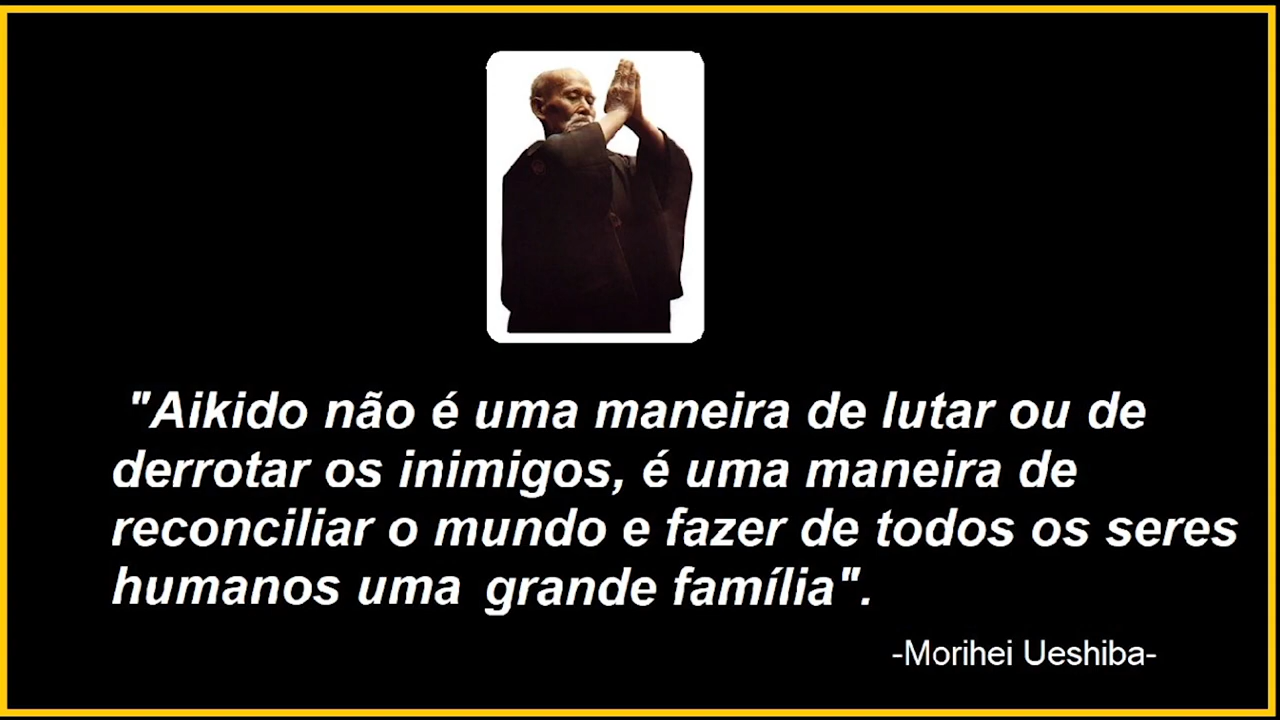 "Aikido não é uma maneira de lutar ou de
derrotar os inimigos, é uma maneira de
reconciliar o mundo e fazer de todos os seres
humanos uma grande família".
-Morihei Ueshiba-